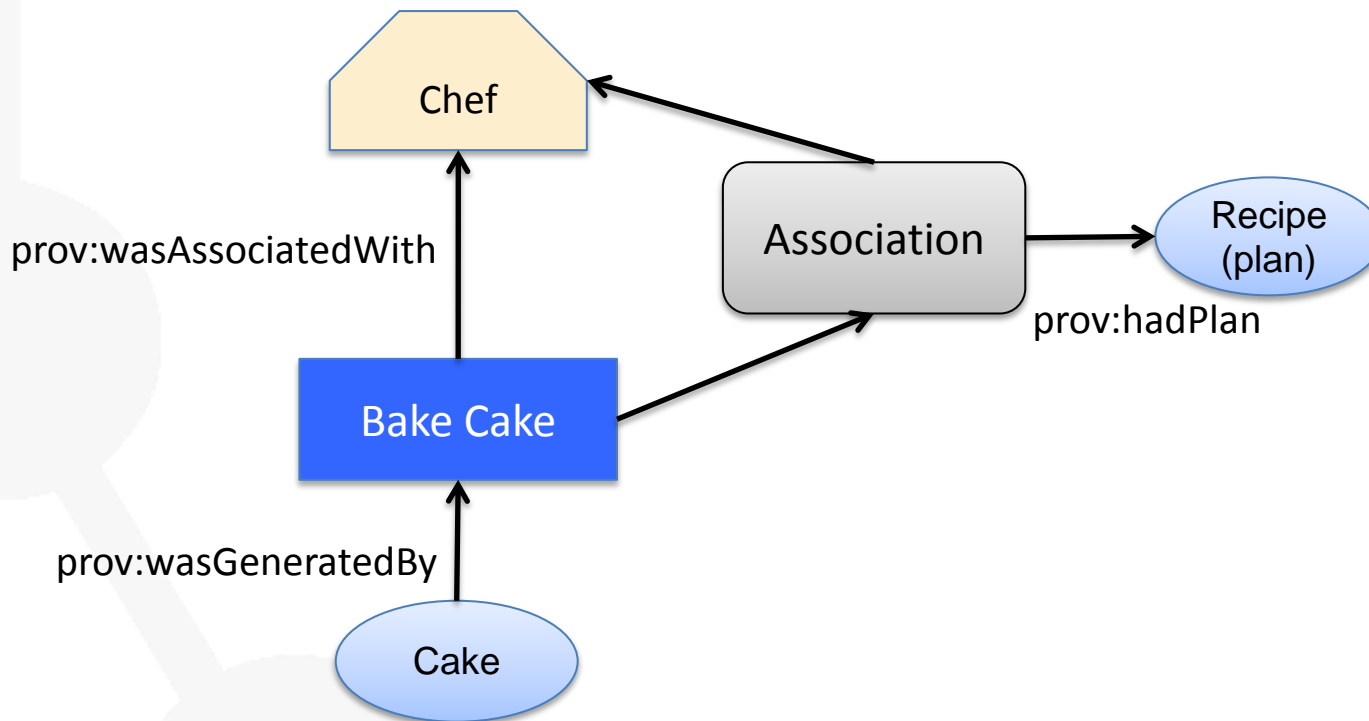 Chef
Recipe
(plan)
Association
prov:wasAssociatedWith
prov:hadPlan
Bake Cake
prov:wasGeneratedBy
Cake